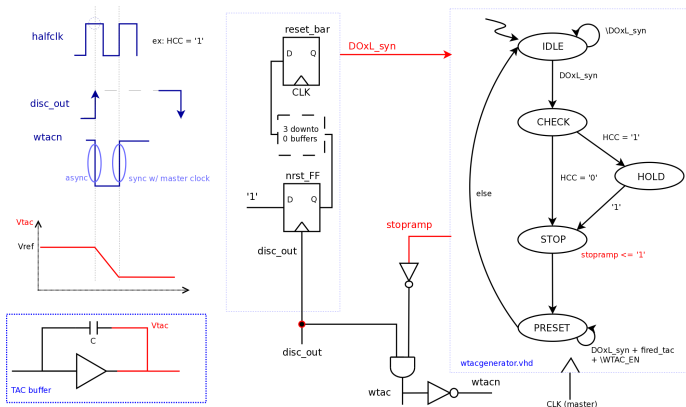 halfclk
ex: HCC = '1'
disc_out
wtacn
async
sync w/ master clock
Vtac
Vref
Vtac
C
TAC buffer
reset_bar
D
Q
CLK
DOxL_syn
3 downto
0 buffers
nrst_FF
'1'
D
Q
disc_out
stopramp
disc_out
wtac
wtacn
\DOxL_syn
IDLE
DOxL_syn
CHECK
HCC = '1'
HOLD
HCC = '0'
else
'1'
STOP
stopramp <= '1'
PRESET
DOxL_syn + fired_tac
+ \WTAC_EN
wtacgenerator.vhd
CLK (master)